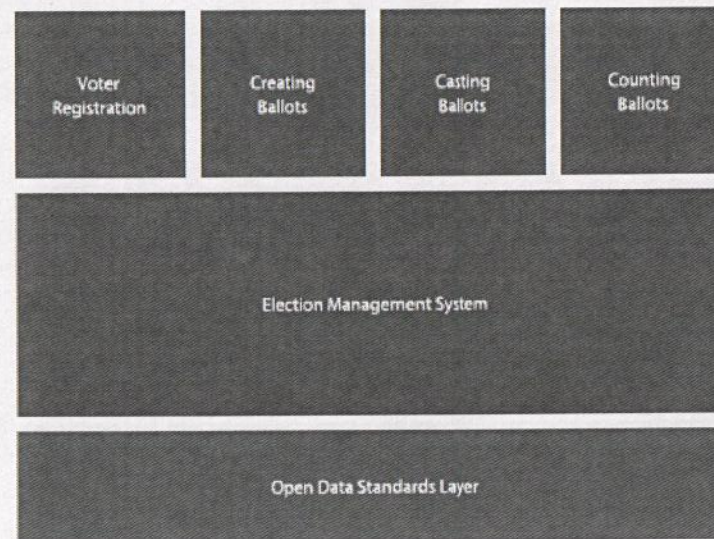 Voter
Registration
Creating
Ballots
Casting
Ballots
Counting
Ballots
Election Management System
Open Data Standards Layer